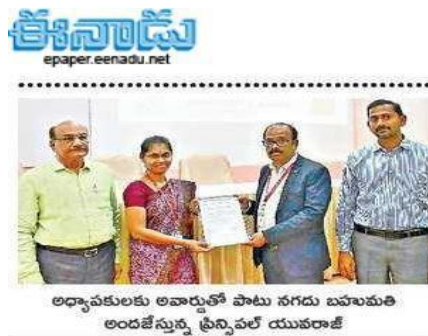 ఈనాడు
epaper.eenadu.net
అధ్యాపకులకు అవార్డుతో పాటు నగదు బహుమతి
అందజేస్తున్న ప్రిన్సిపల్ యువరాజ్